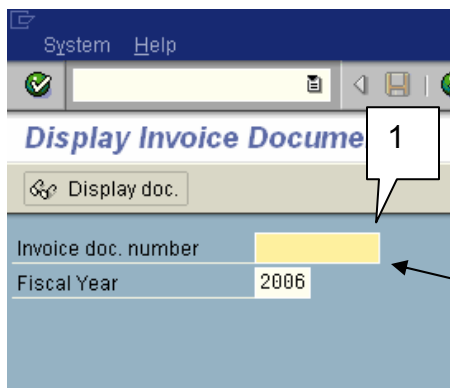 System Help
Display Invoice Docume
1
Display doc.
Invoice doc. number
Fiscal Year 2006